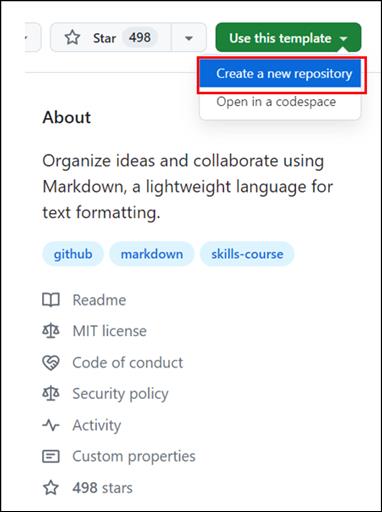 Star 498 Use this template
Create a new repository
Open in a codespace
About
Organize ideas and collaborate using
Markdown, a lightweight language for
text formatting.
github markdown skills-course
Readme
MIT license
Code of conduct
Security policy
Activity
Custom properties
498 stars